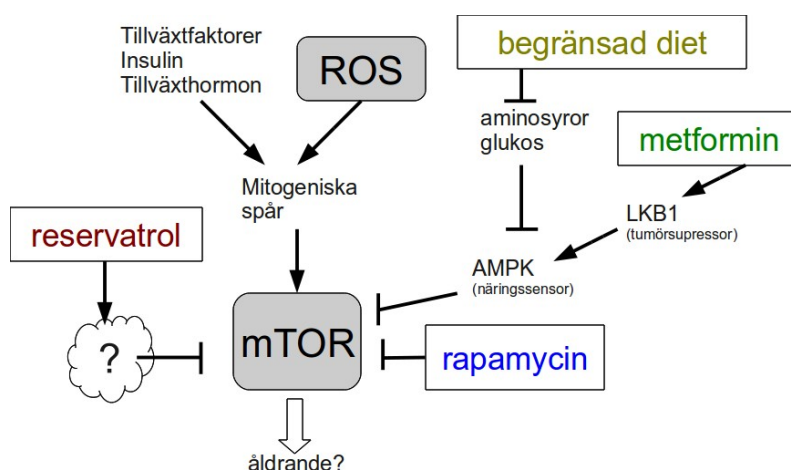 Tillväxtfaktorer
Insulin
Tillväxthormon
ROS
begränsad diet
aminosyror
glukos
metformin
Mitogeniska
spår
LKB1
(tumörsupressor)
reservatrol
AMPK
(näringssensor)
?
mTOR
rapamycin
åldrande?